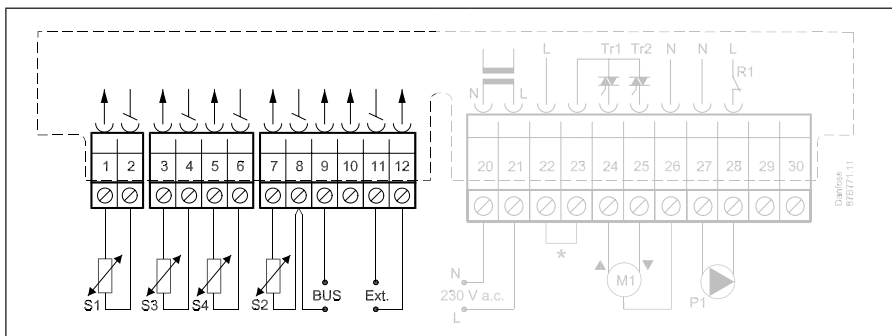 L Tr1 Tr2 N N L
R1
N L
1 2 3 4 5 6 7 8 9 10 11 12 20 21 22 23 24 25 26 27 28 29 30
Danfoss
87B771.11
*
S1 S3 S4 S2 BUS Ext. N 230 V a.c. L M1 P1